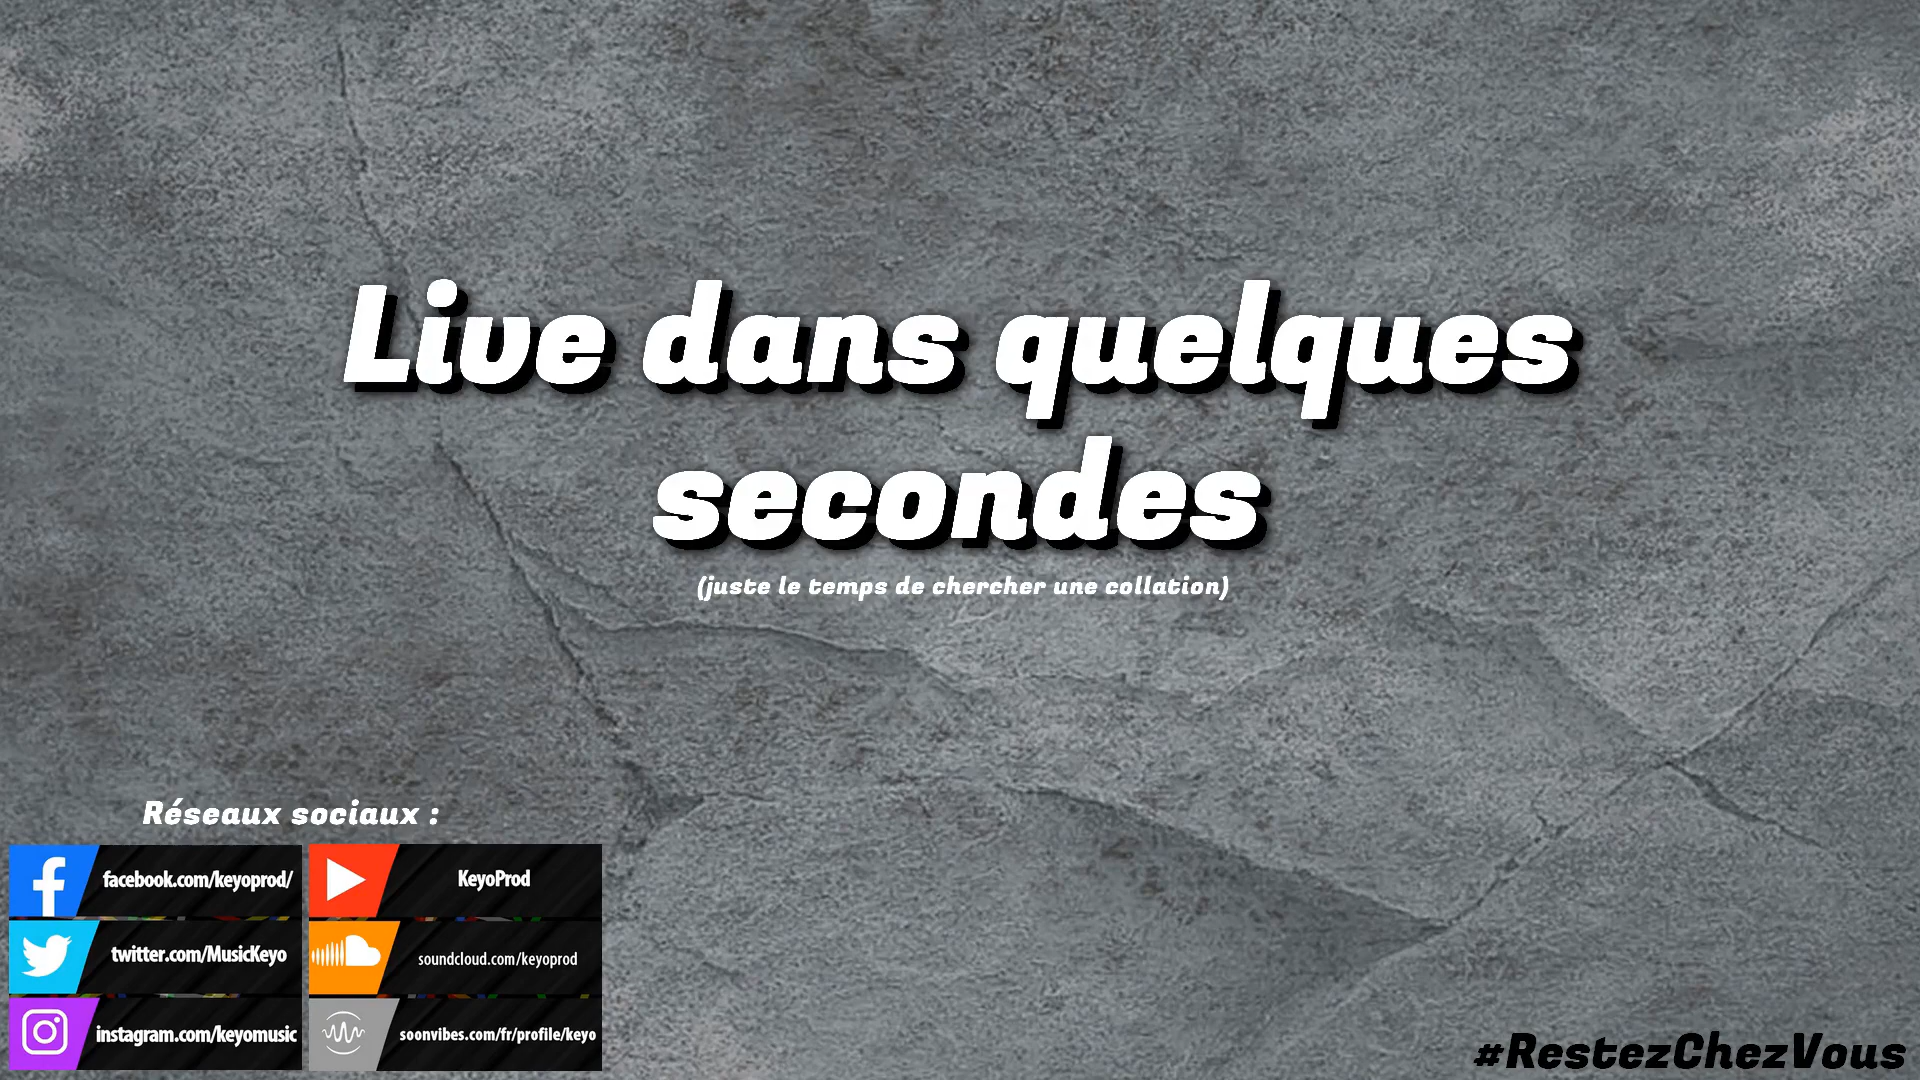 Live dans quelques
secondes
(juste le temps de chercher une collation)
Réseaux sociaux :
facebook.com/keyoprod/
KeyoProd
twitter.com/MusicKeyo
soundcloud.com/keyoprod
instagram.com/keyomusic
soonvibes.com/fr/profile/keyo
#RestezChezVous